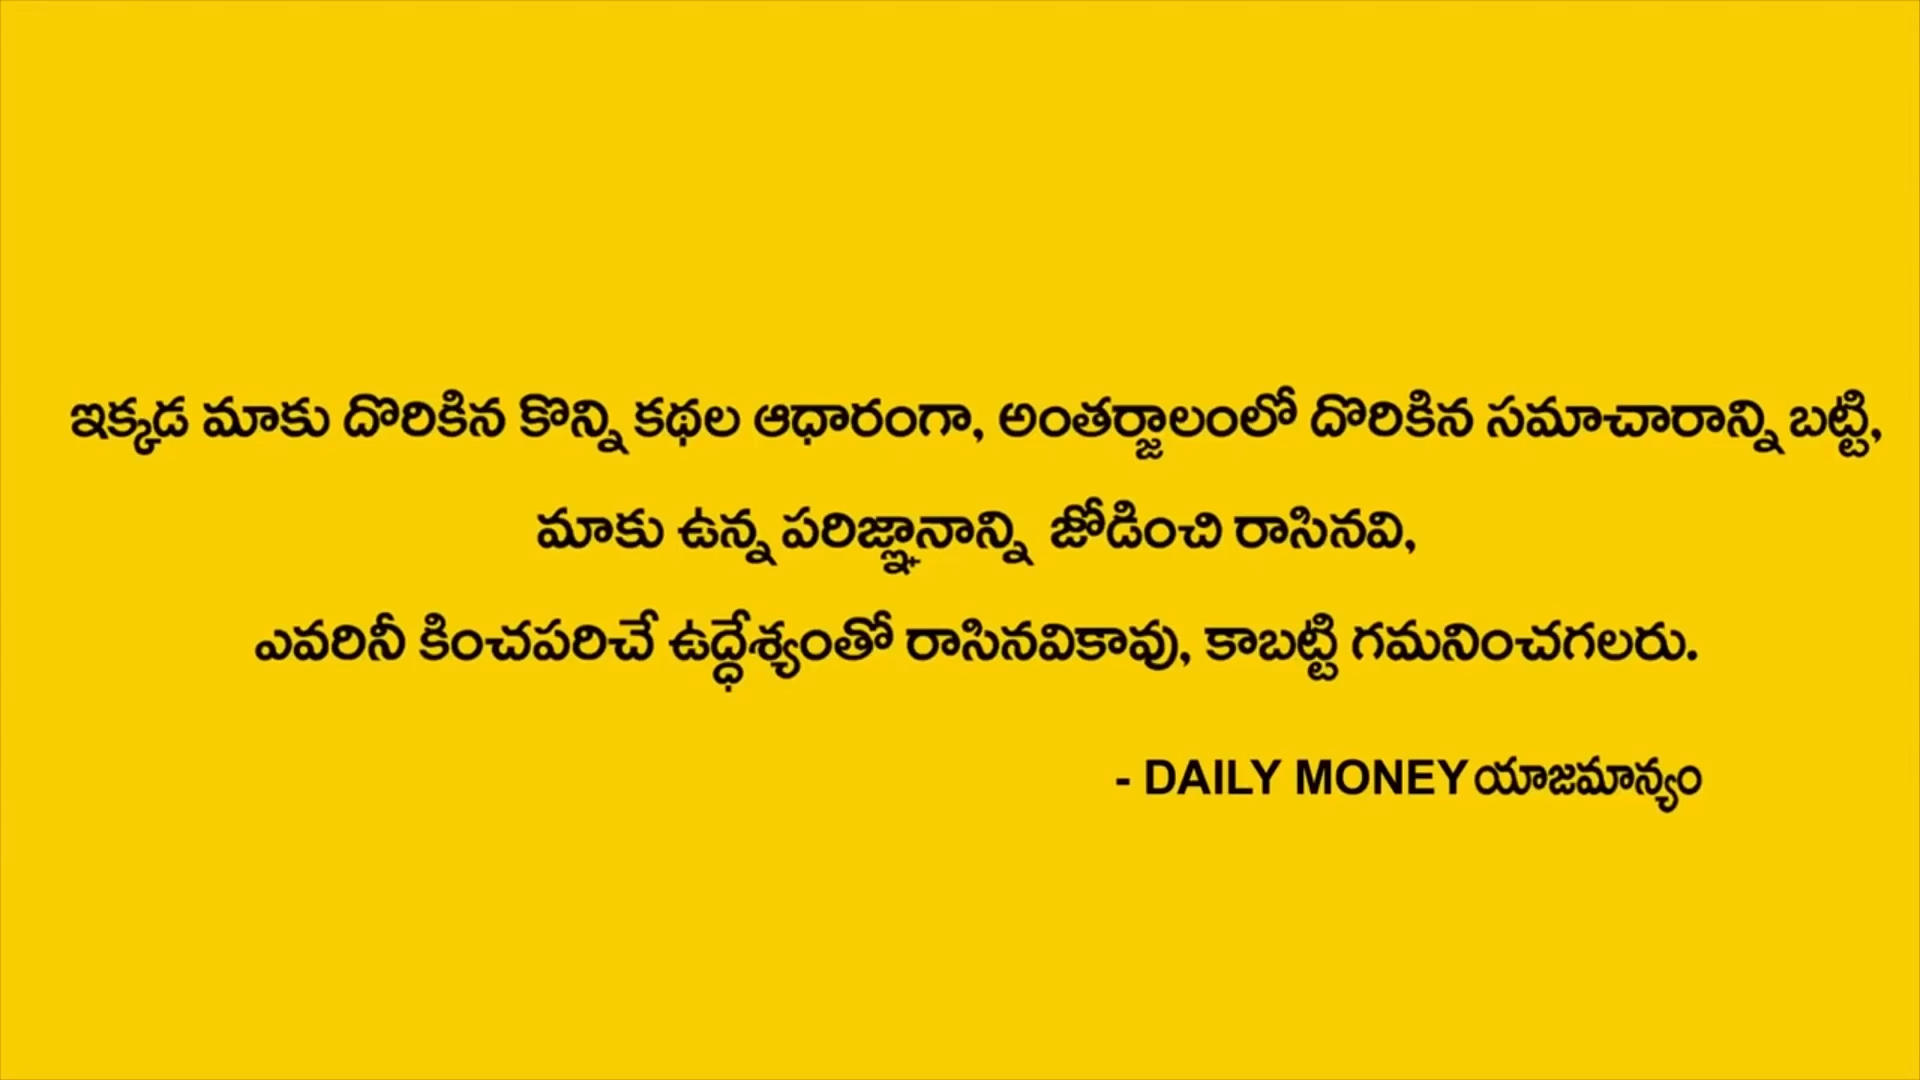 ఇక్కడ మాకు దొరికిన కొన్ని కథల ఆధారంగా, అంతర్జాలంలో దొరికిన సమాచారాన్ని బట్టి,
మాకు ఉన్న పరిజ్ఞానాన్ని జోడించి రాసినవి,
ఎవరినీ కించపరిచే ఉద్ధేశ్యంతో రాసినవికావు, కాబట్టి గమనించగలరు.
- DAILY MONEY యాజమాన్యం